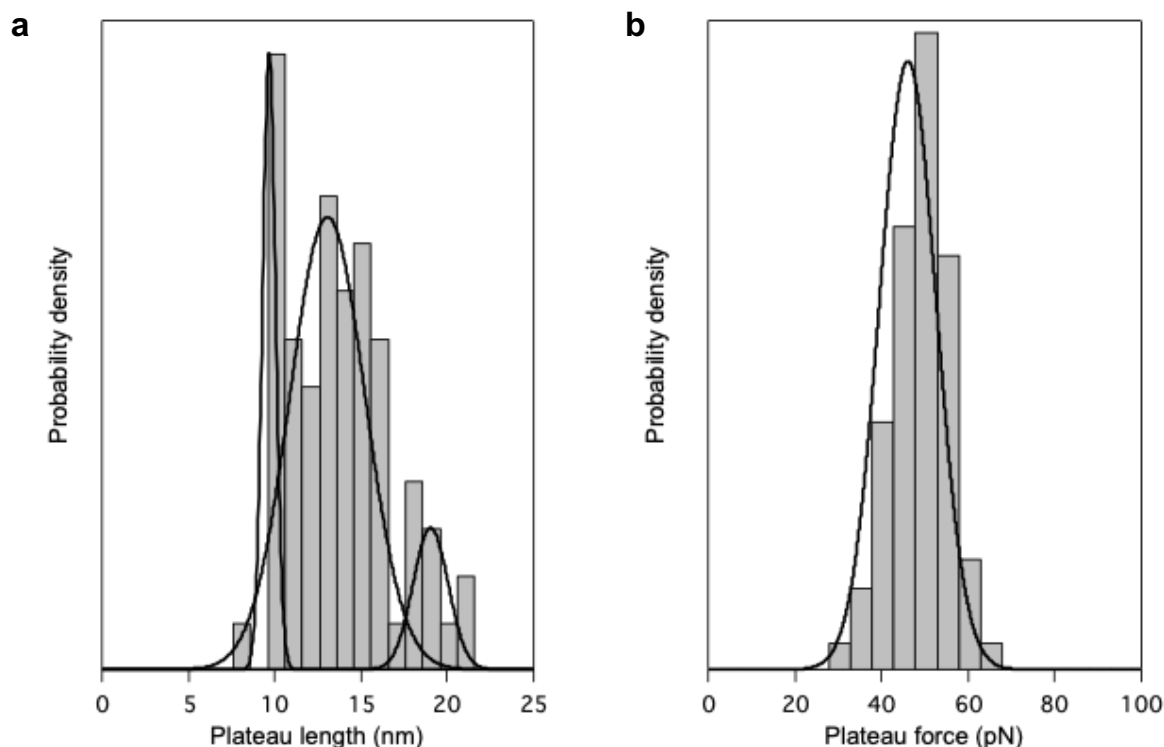 a
b
Probability density
0 5 10 15 20 25
Plateau length (nm)
Probability density
0 20 40 60 80 100
Plateau force (pN)